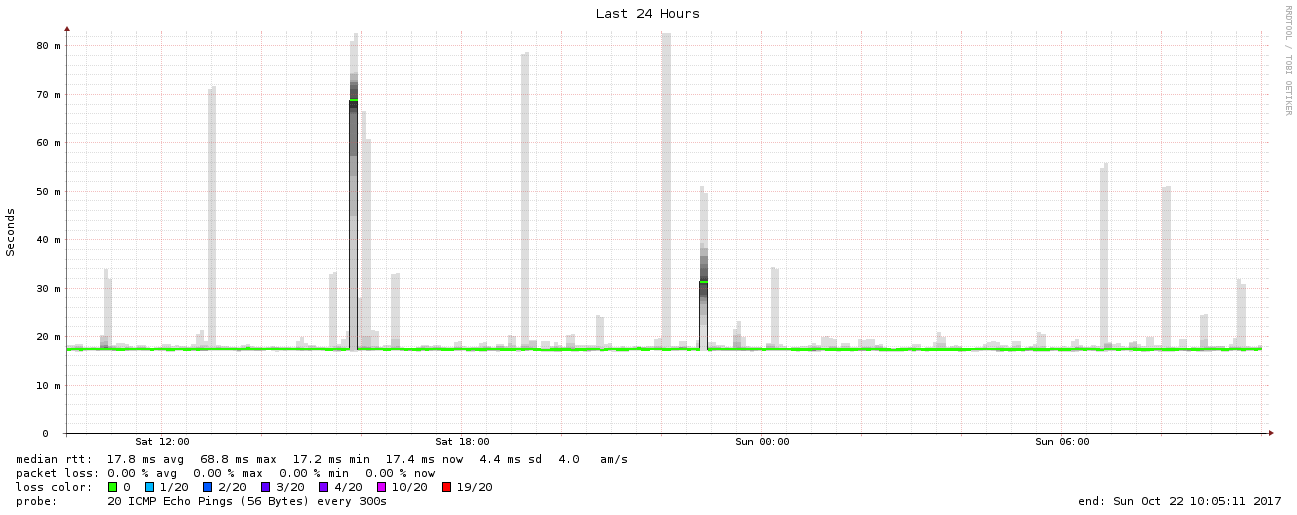 Last 24 Hours
RRDTOOL / TOBI OETIKER
Seconds
80 m
70 m
60 m
50 m
40 m
30 m
20 m
10 m
0
Sat 12:00 Sat 18:00 Sun 00:00 Sun 06:00
median rtt: 17.8 ms avg 68.8 ms max 17.2 ms min 17.4 ms now 4.4 ms sd 4.0 am/s
packet loss: 0.00 % avg 0.00 % max 0.00 % min 0.00 % now
loss color: 0 1/20 2/20 3/20 4/20 10/20 19/20
probe: 20 ICMP Echo Pings (56 Bytes) every 300s end: Sun Oct 22 10:05:11 2017